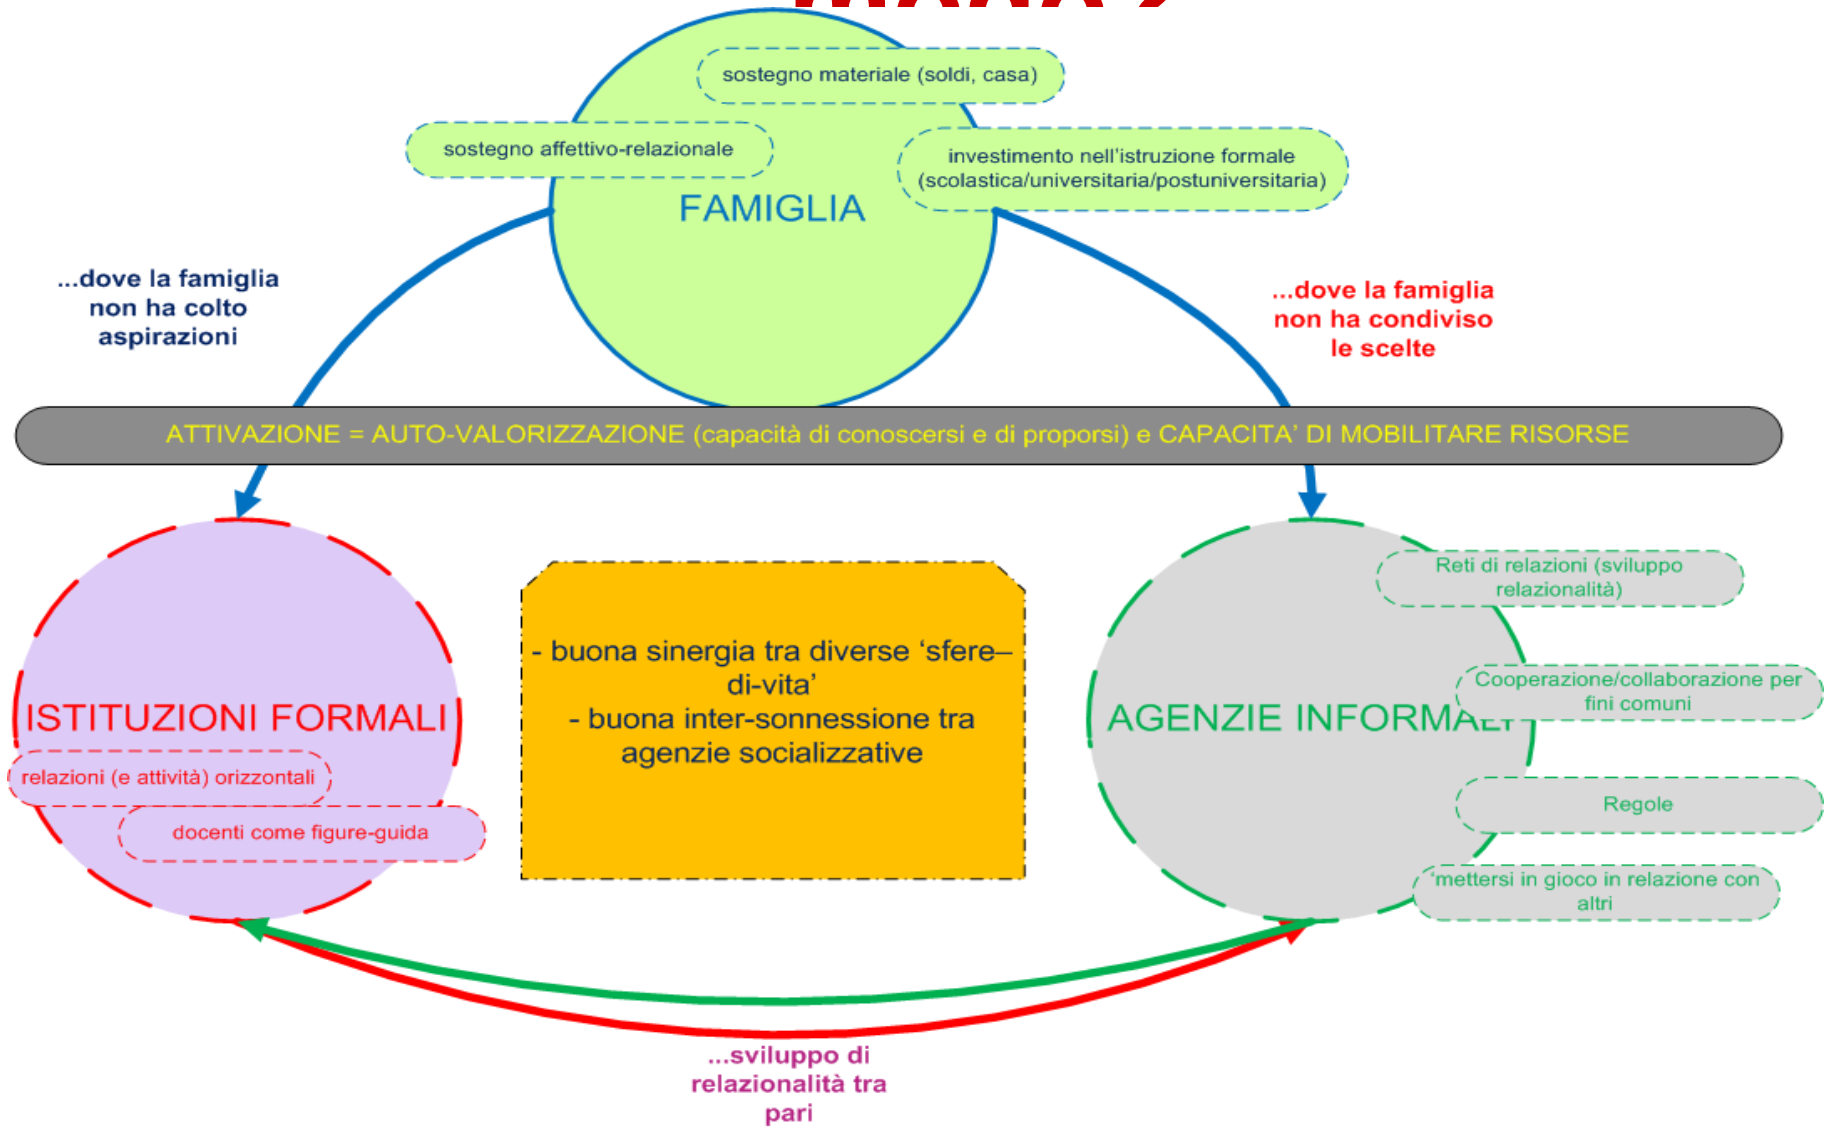 sostegno materiale (soldi, casa)
sostegno affettivo-relazionale
investimento nell'istruzione formale
(scolastica/universitaria/postuniversitaria)
FAMIGLIA
...dove la famiglia
non ha colto
aspirazioni
...dove la famiglia
non ha condiviso
le scelte
ATTIVAZIONE = AUTO-VALORIZZAZIONE (capacità di conoscersi e di proporsi) e CAPACITA' DI MOBILITARE RISORSE
Reti di relazioni (sviluppo
relazionalità)
- buona sinergia tra diverse ‘sfere–
di-vita’
- buona inter-sonnessione tra
agenzie socializzative
Cooperazione/collaborazione per
fini comuni
ISTITUZIONI FORMALI
AGENZIE INFORMALI
relazioni (e attività) orizzontali
docenti come figure-guida
Regole
‘mettersi in gioco in relazione con
altri
...sviluppo di
relazionalità tra
pari